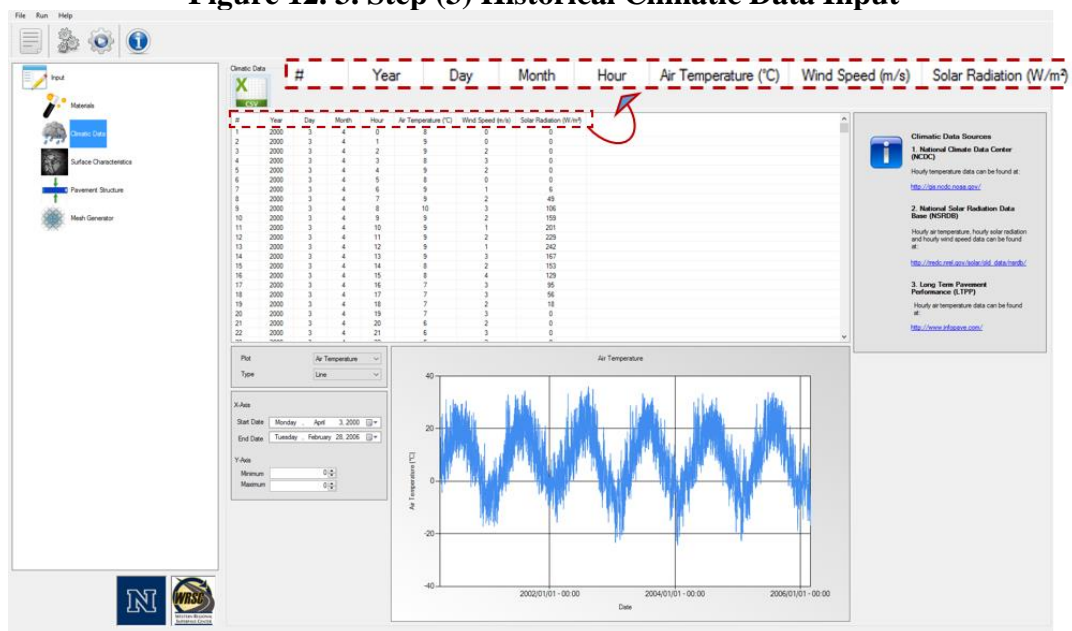 Figure 12. 3. Step (3) Historical Climatic Data Input
File Run Help
Input
Materials
Climatic Data
Surface Characteristics
Pavement Structure
Mesh Generator
Climatic Data
X
CSV
# Year Day Month Hour Air Temperature (°C) Wind Speed (m/s) Solar Radiation (W/m²)
# Year Day Month Hour Air Temperature (°C) Wind Speed (m/s) Solar Radiation (W/m²)
1 2000 3 4 0 8 0 0
2 2000 3 4 1 9 0 0
3 2000 3 4 2 9 2 0
4 2000 3 4 3 8 3 0
5 2000 3 4 4 9 2 0
6 2000 3 4 5 8 0 0
7 2000 3 4 6 9 1 6
8 2000 3 4 7 9 2 49
9 2000 3 4 8 10 3 106
10 2000 3 4 9 9 2 159
11 2000 3 4 10 9 1 201
12 2000 3 4 11 9 2 229
13 2000 3 4 12 9 1 242
14 2000 3 4 13 9 3 167
15 2000 3 4 14 8 2 153
16 2000 3 4 15 8 4 129
17 2000 3 4 16 7 3 95
18 2000 3 4 17 7 3 56
19 2000 3 4 18 7 2 18
20 2000 3 4 19 7 3 0
21 2000 3 4 20 6 2 0
22 2000 3 4 21 6 3 0
Climatic Data Sources
1. National Climate Data Center
(NCDC)
Hourly temperature data can be found at:
http://gis.ncdc.noaa.gov/
2. National Solar Radiation Data
Base (NSRDB)
Hourly air temperature, hourly solar radiation
and hourly wind speed data can be found
at:
http://redc.nrel.gov/solar/old_data/nsrdb/
3. Long Term Pavement
Performance (LTPP)
Hourly air temperature data can be found
at:
http://www.infopave.com/
Plot Air Temperature
Type Line
X-Axis
Start Date Monday , April 3, 2000
End Date Tuesday , February 28, 2006
Y-Axis
Minimum 0
Maximum 0
Air Temperature
Air Temperature (°C)
40
20
0
-20
-40
2002/01/01 - 00:00 2004/01/01 - 00:00 2006/01/01 - 00:00
Date
N
WRSC
WESTERN REGIONAL
SUPERPAVE CENTER